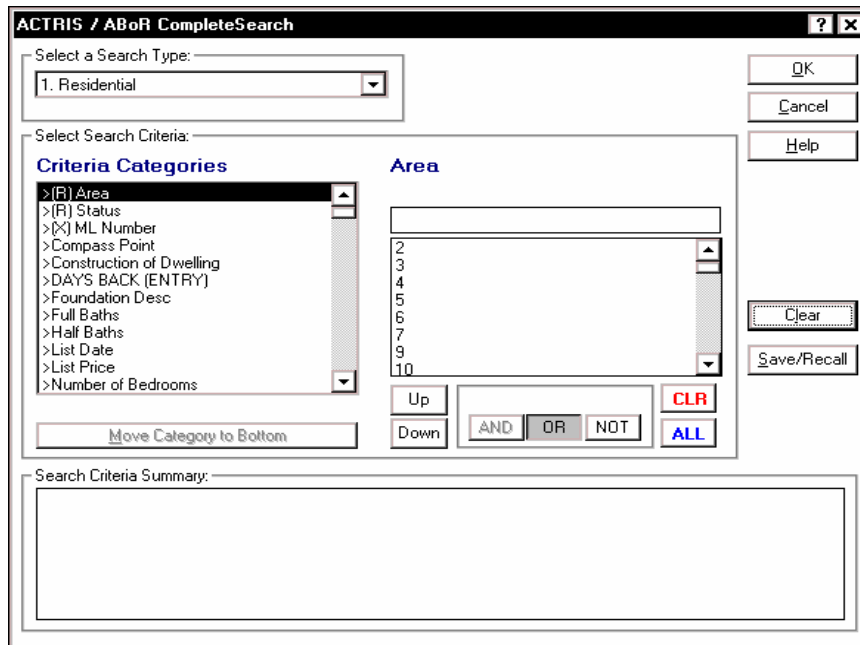 ACTRIS / ABoR CompleteSearch
Select a Search Type:
1. Residential
OK
Cancel
Help
Select Search Criteria:
Criteria Categories
>(R) Area
>(R) Status
>(X) ML Number
>Compass Point
>Construction of Dwelling
>DAYS BACK (ENTRY)
>Foundation Desc
>Full Baths
>Half Baths
>List Date
>List Price
>Number of Bedrooms
Move Category to Bottom
Area
2
3
4
5
6
7
9
10
Up
Down
AND OR NOT
CLR
ALL
Clear
Save/Recall
Search Criteria Summary: